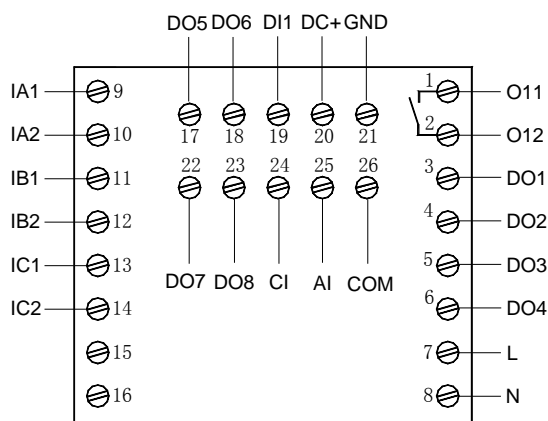 DO5 DO6 DI1 DC+ GND
IA1 9 1 O11
17 18 19 20 21
IA2 10 2 O12
22 23 24 25 26
IB1 11 3 DO1
IB2 12 4 DO2
IC1 13 5 DO3
DO7 DO8 CI AI COM
IC2 14 6 DO4
15 7 L
16 8 N